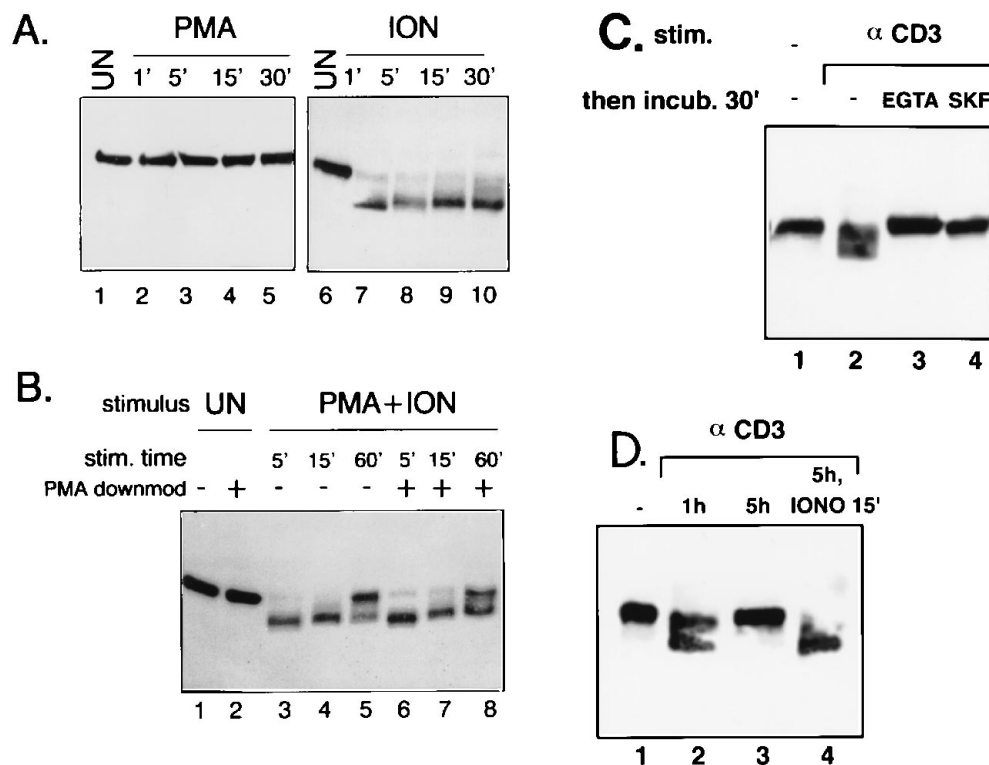 A.
PMA ION
UN 1' 5' 15' 30' UN 1' 5' 15' 30'
1 2 3 4 5 6 7 8 9 10
B.
stimulus UN PMA+ION
stim. time 5' 15' 60' 5' 15' 60'
PMA downmod - + - - - + + +
1 2 3 4 5 6 7 8
C. stim. - α CD3
then incub. 30' - - EGTA SKF
1 2 3 4
D. α CD3
5h,
- 1h 5h IONO 15'
1 2 3 4